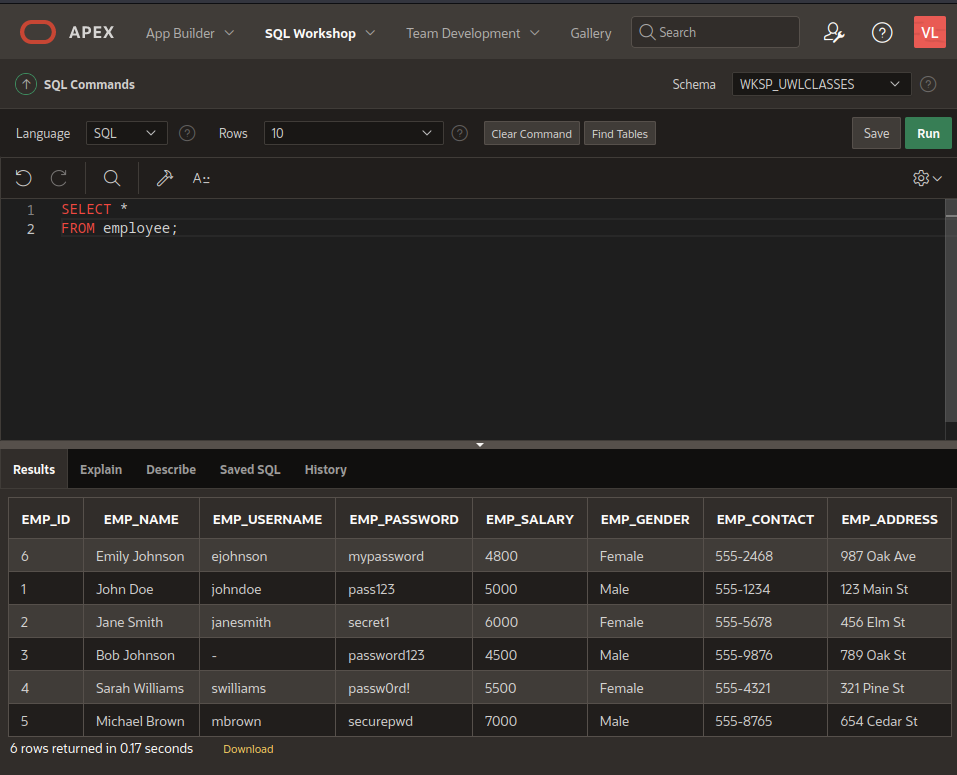 APEX App Builder SQL Workshop Team Development Gallery Search VL
SQL Commands Schema WKSP_UWLCLASSES
Language SQL Rows 10 Clear Command Find Tables Save Run
A::
1 SELECT *
2 FROM employee;
Results Explain Describe Saved SQL History
EMP_ID EMP_NAME EMP_USERNAME EMP_PASSWORD EMP_SALARY EMP_GENDER EMP_CONTACT EMP_ADDRESS
6 Emily Johnson ejohnson mypassword 4800 Female 555-2468 987 Oak Ave
1 John Doe johndoe pass123 5000 Male 555-1234 123 Main St
2 Jane Smith janesmith secret1 6000 Female 555-5678 456 Elm St
3 Bob Johnson - password123 4500 Male 555-9876 789 Oak St
4 Sarah Williams swilliams passw0rd! 5500 Female 555-4321 321 Pine St
5 Michael Brown mbrown securepwd 7000 Male 555-8765 654 Cedar St
6 rows returned in 0.17 seconds Download